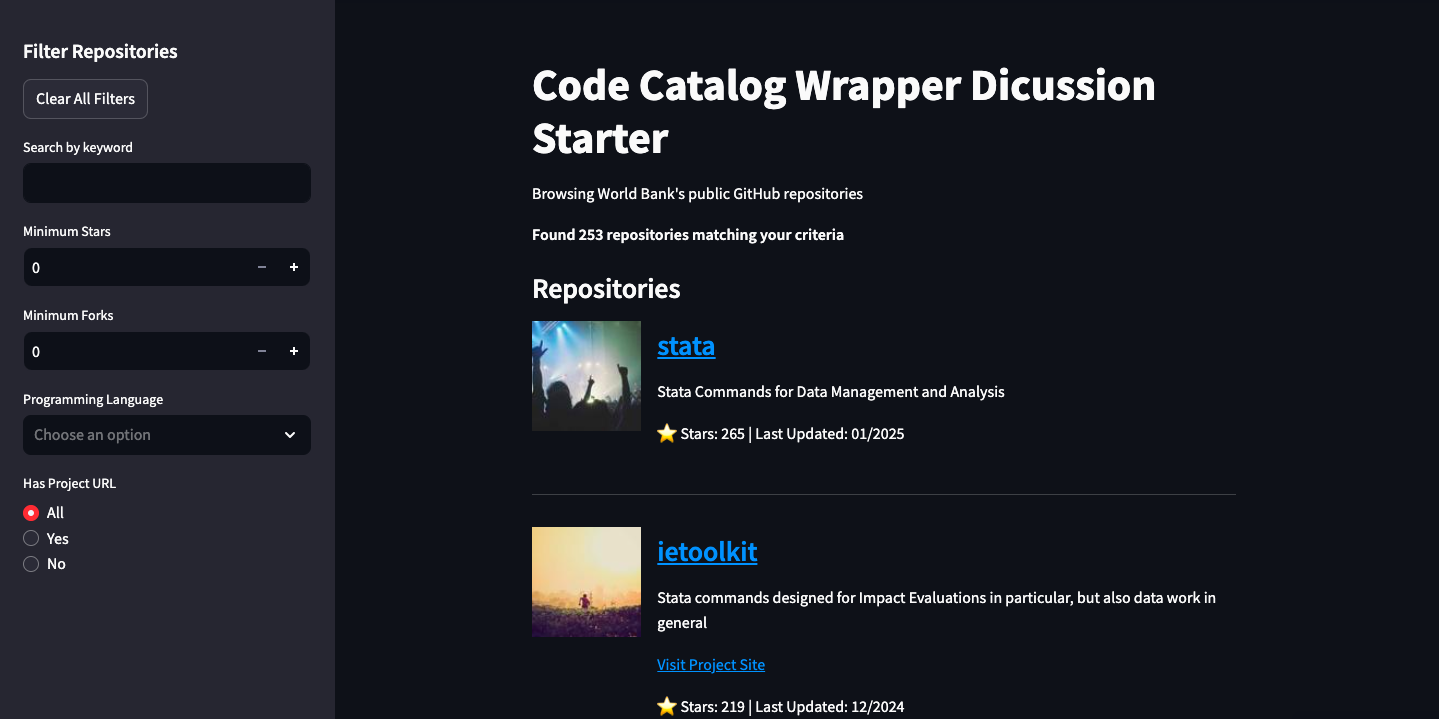 Filter Repositories
Clear All Filters
Search by keyword
Minimum Stars
0
Minimum Forks
0
Programming Language
Choose an option
Has Project URL
All
Yes
No
Code Catalog Wrapper Dicussion
Starter
Browsing World Bank's public GitHub repositories
Found 253 repositories matching your criteria
Repositories
stata
Stata Commands for Data Management and Analysis
⭐ Stars: 265 | Last Updated: 01/2025
ietoolkit
Stata commands designed for Impact Evaluations in particular, but also data work in
general
Visit Project Site
⭐ Stars: 219 | Last Updated: 12/2024